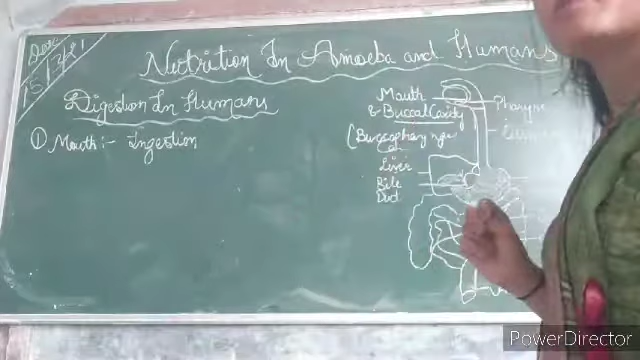 Date
15/3/21
Nutrition In Amoeba and Humans
Digestion In Humans
① Mouth:- Ingestion
Mouth
& Buccal Cavity
Pharynx
Liver
Bile
Duct
PowerDirector